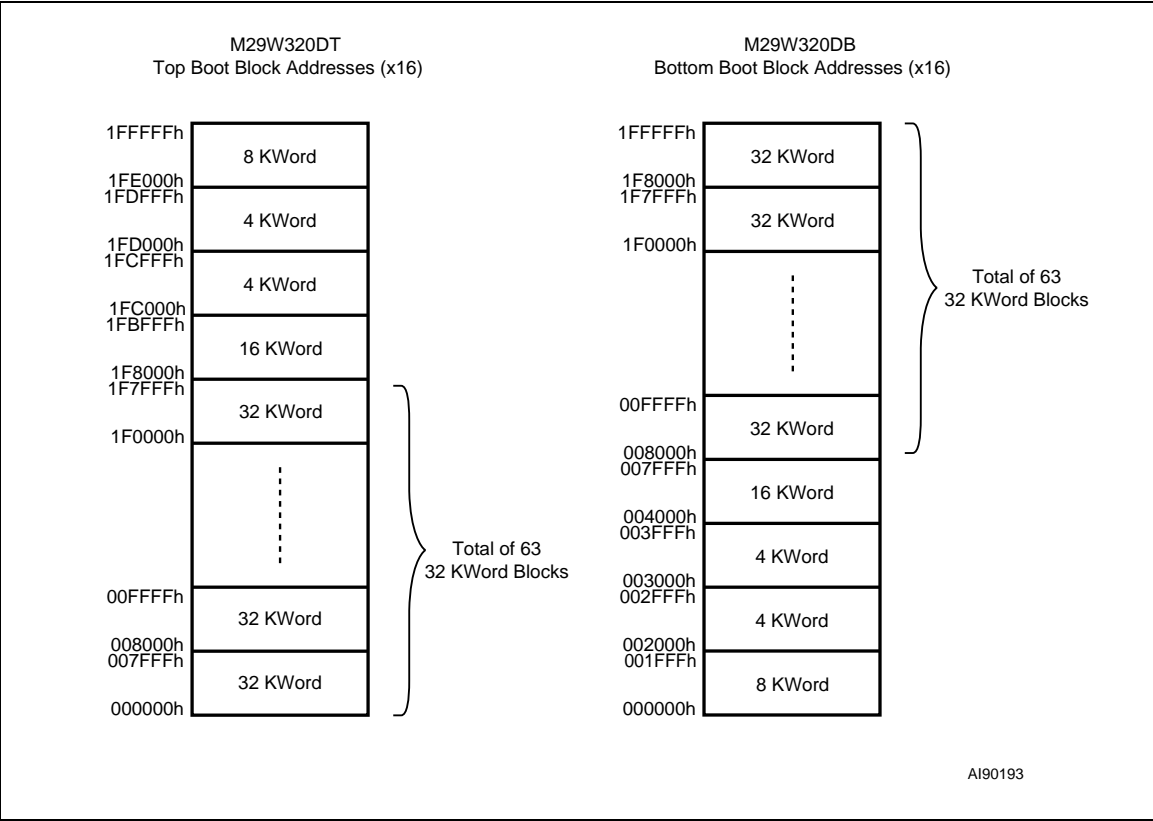 M29W320DT
Top Boot Block Addresses (x16)
1FFFFFh
8 KWord
1FE000h
1FDFFFh
4 KWord
1FD000h
1FCFFFh
4 KWord
1FC000h
1FBFFFh
16 KWord
1F8000h
1F7FFFh
32 KWord
1F0000h
Total of 63
32 KWord Blocks
00FFFFh
32 KWord
008000h
007FFFh
32 KWord
000000h
M29W320DB
Bottom Boot Block Addresses (x16)
1FFFFFh
32 KWord
1F8000h
1F7FFFh
32 KWord
1F0000h
Total of 63
32 KWord Blocks
00FFFFh
32 KWord
008000h
007FFFh
16 KWord
004000h
003FFFh
4 KWord
003000h
002FFFh
4 KWord
002000h
001FFFh
8 KWord
000000h
AI90193